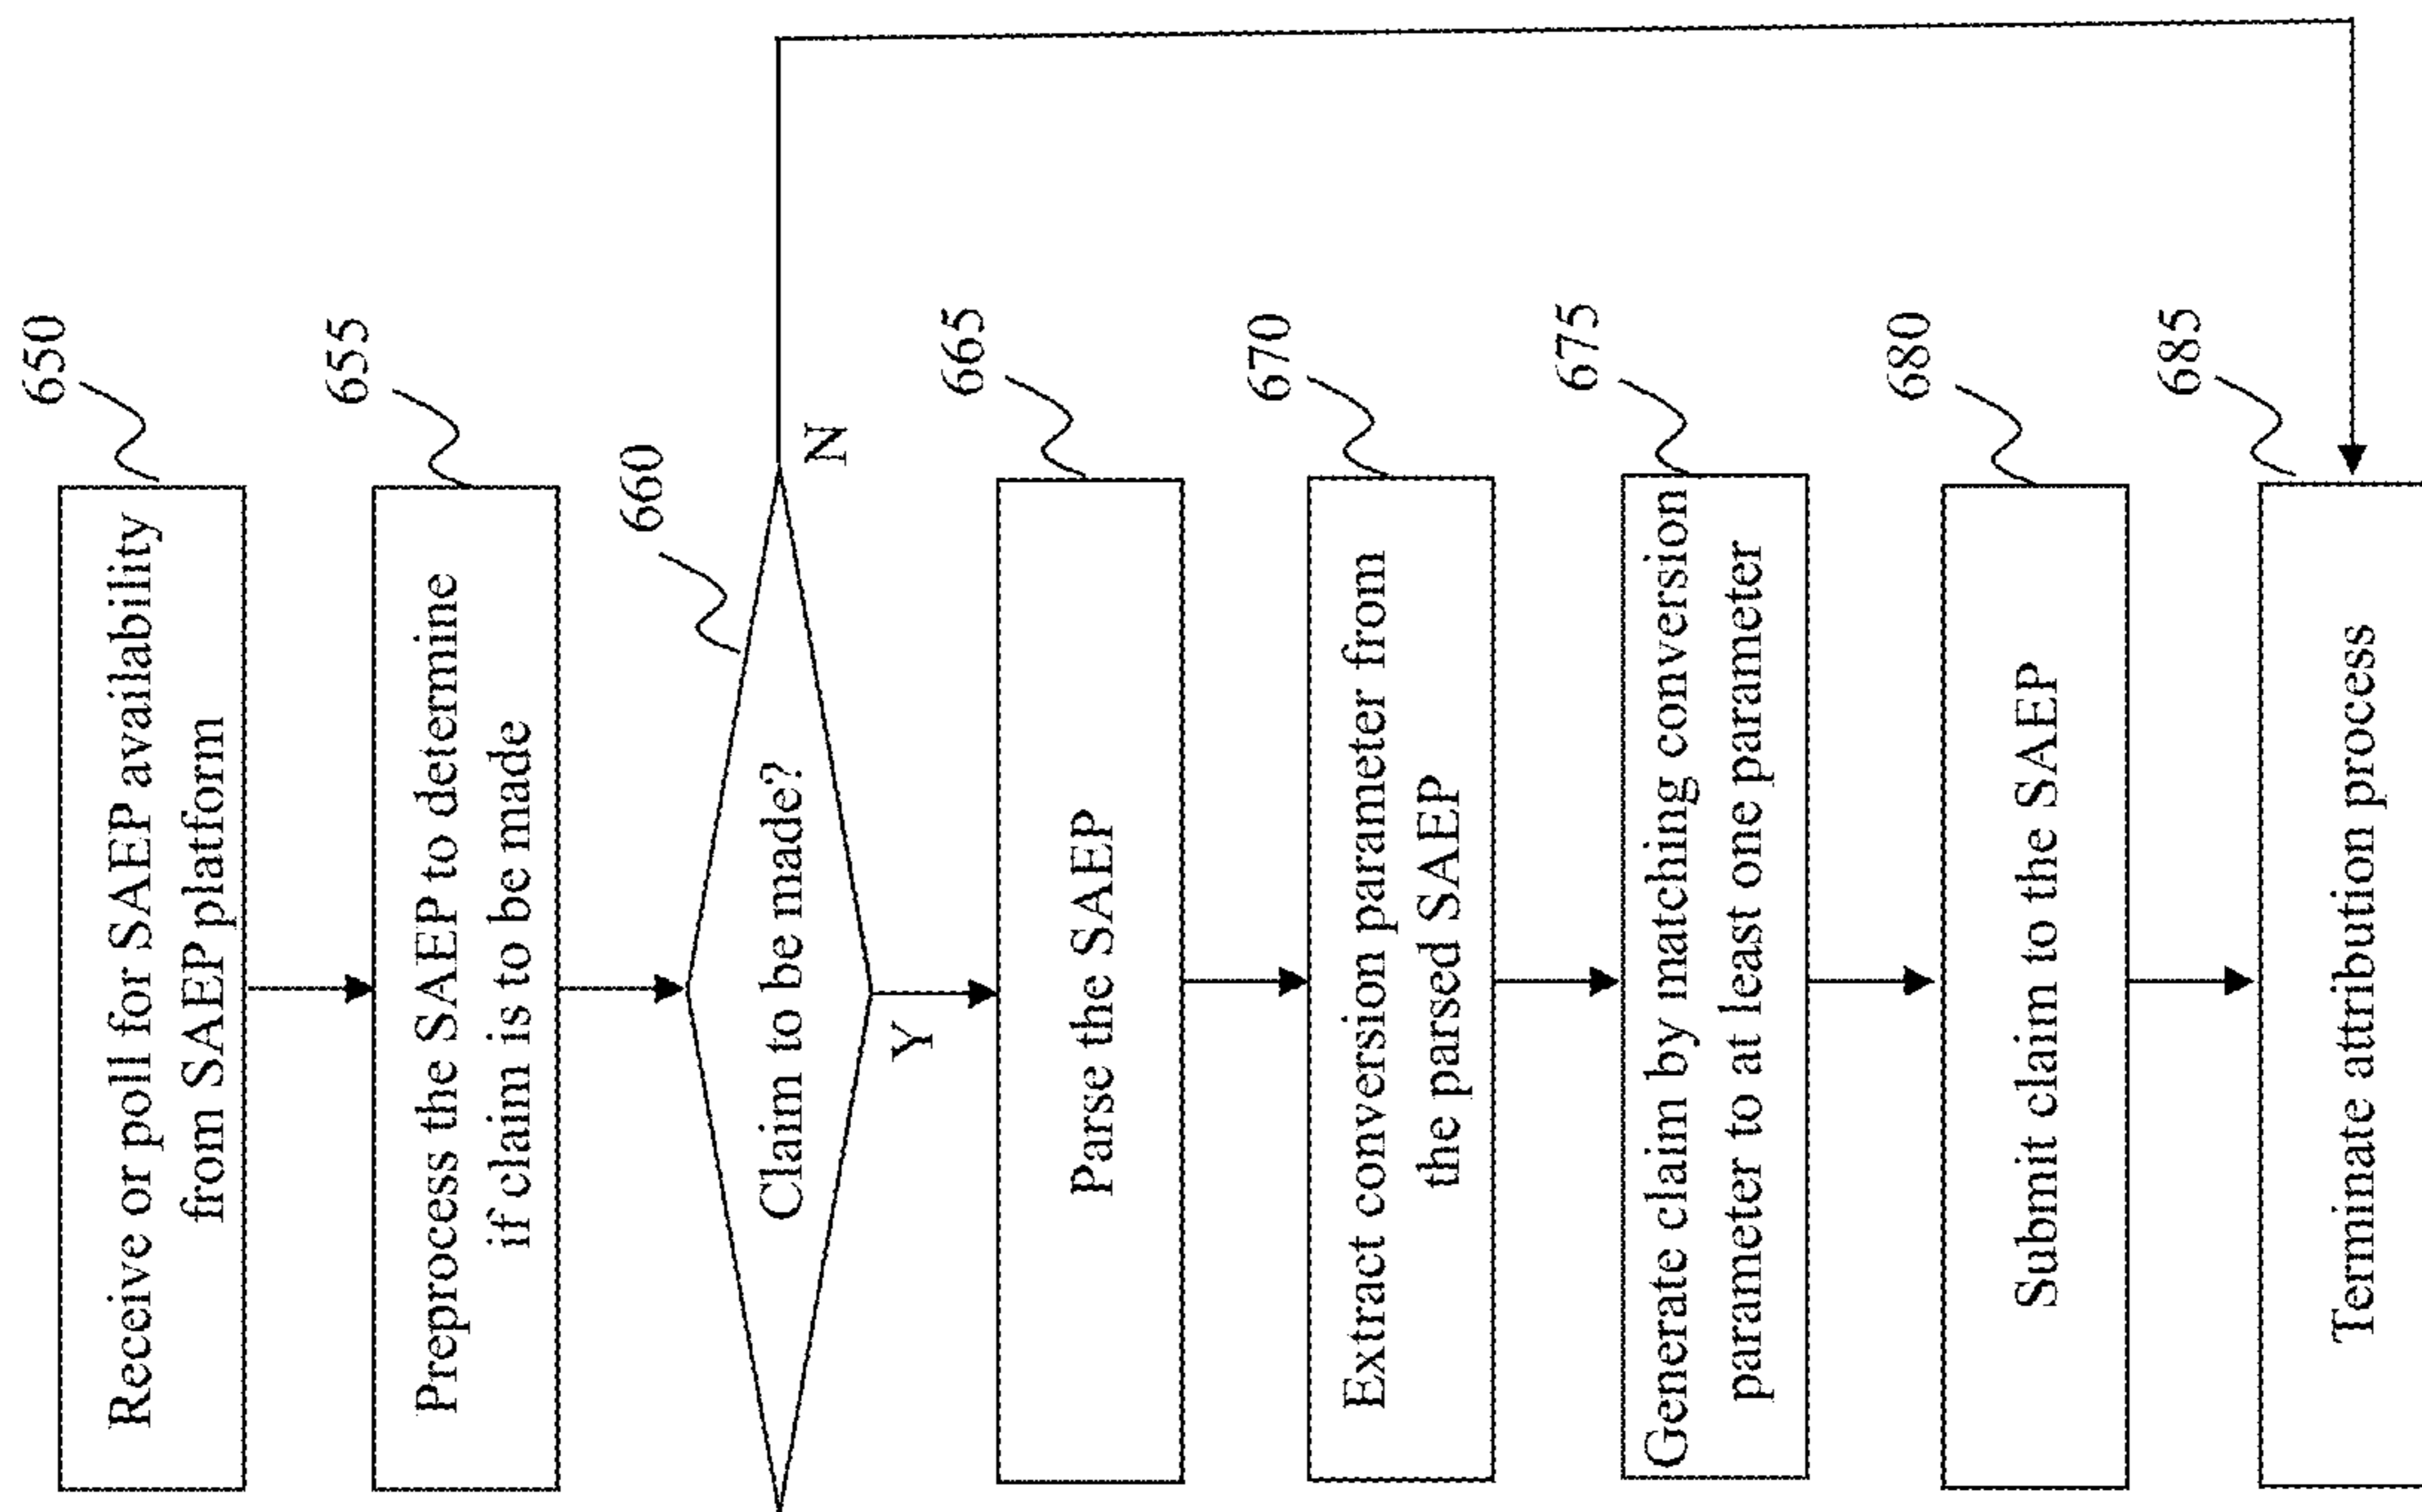 650
Receive or poll for SAEP availability
from SAEP platform
655
Preprocess the SAEP to determine
if claim is to be made
660
Claim to be made?
N
Y
665
Parse the SAEP
670
Extract conversion parameter from
the parsed SAEP
675
Generate claim by matching conversion
parameter to at least one parameter
680
Submit claim to the SAEP
685
Terminate attribution process